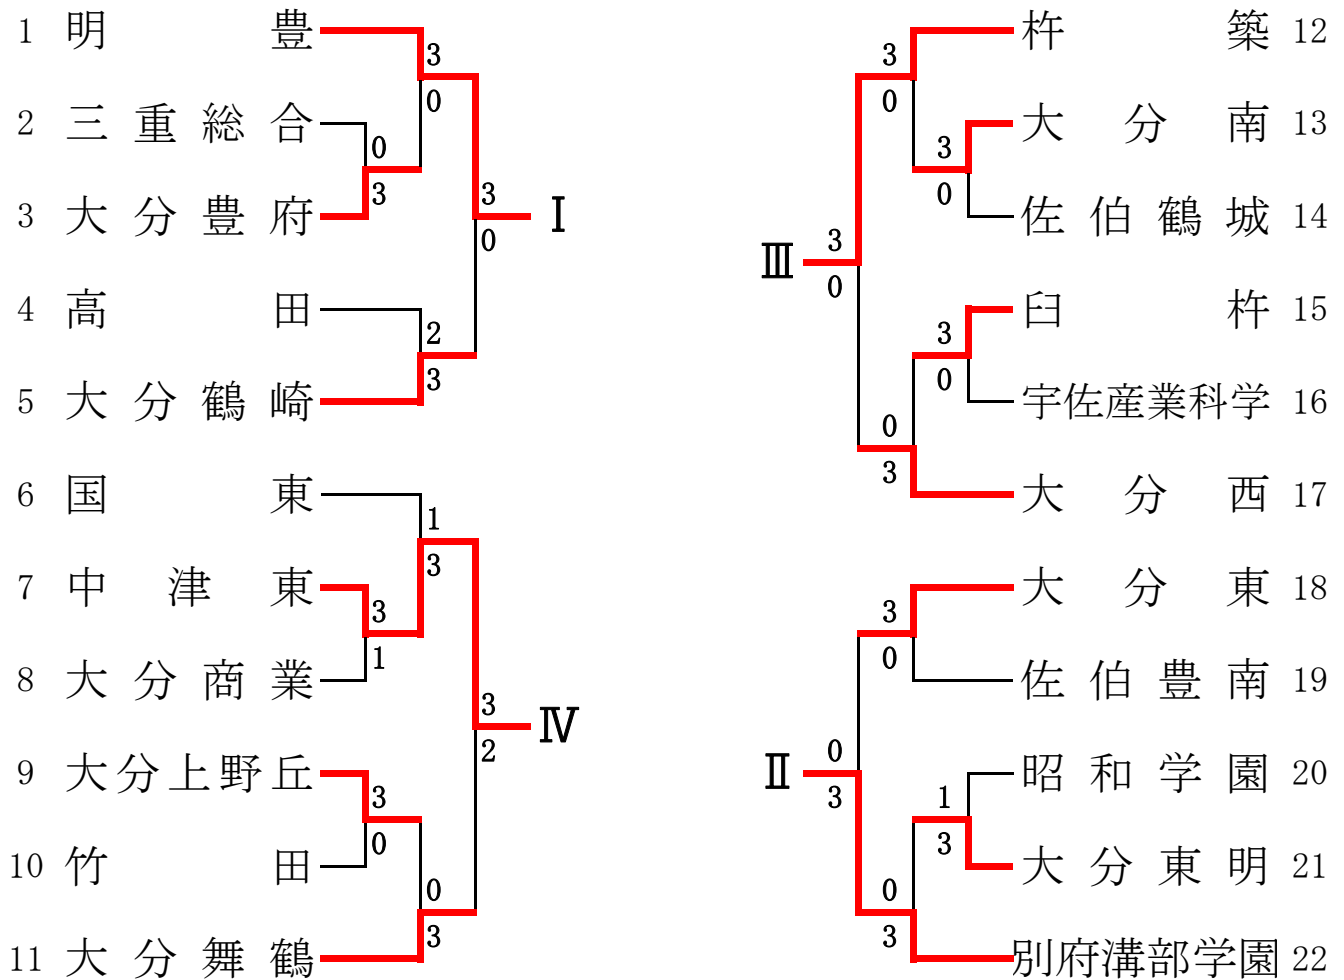 1 明豊
3
0
2 三重総合
0
3
3 大分豊府
3
0
Ⅰ
4 高田
2
3
5 大分鶴崎
6 国東
1
3
7 中津東
3
1
8 大分商業
3
2
Ⅳ
9 大分上野丘
3
0
10 竹田
0
3
11 大分舞鶴
杵築 12
3
0
大分南 13
3
0
佐伯鶴城 14
Ⅲ
3
0
臼杵 15
3
0
宇佐産業科学 16
0
3
大分西 17
大分東 18
3
0
佐伯豊南 19
Ⅱ
0
3
昭和学園 20
1
3
大分東明 21
0
3
別府溝部学園 22